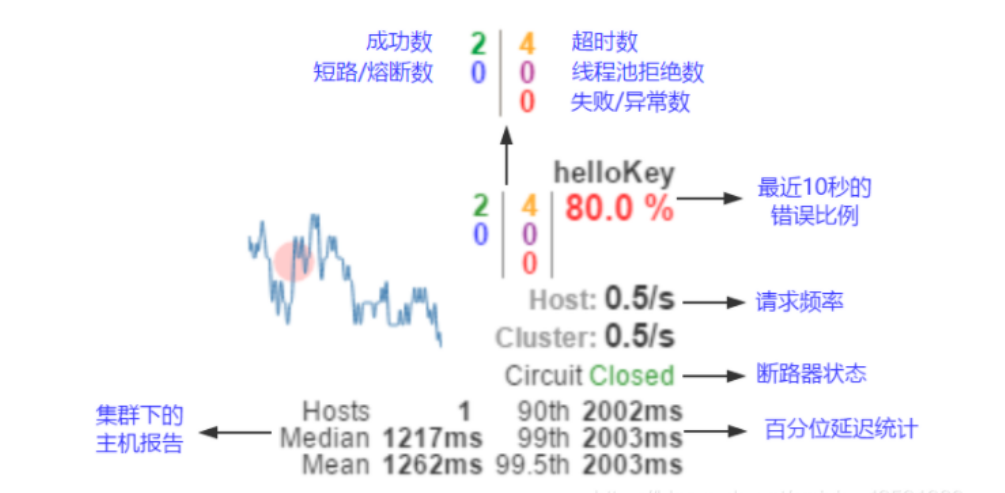 成功数 2 4 超时数
短路/熔断数 0 0 线程池拒绝数
0 失败/异常数
helloKey
2 4 80.0 %
0 0
0
最近10秒的
错误比例
Host: 0.5/s 请求频率
Cluster: 0.5/s
Circuit Closed 断路器状态
集群下的
主机报告
Hosts 1 90th 2002ms
Median 1217ms 99th 2003ms
Mean 1262ms 99.5th 2003ms
百分位延迟统计